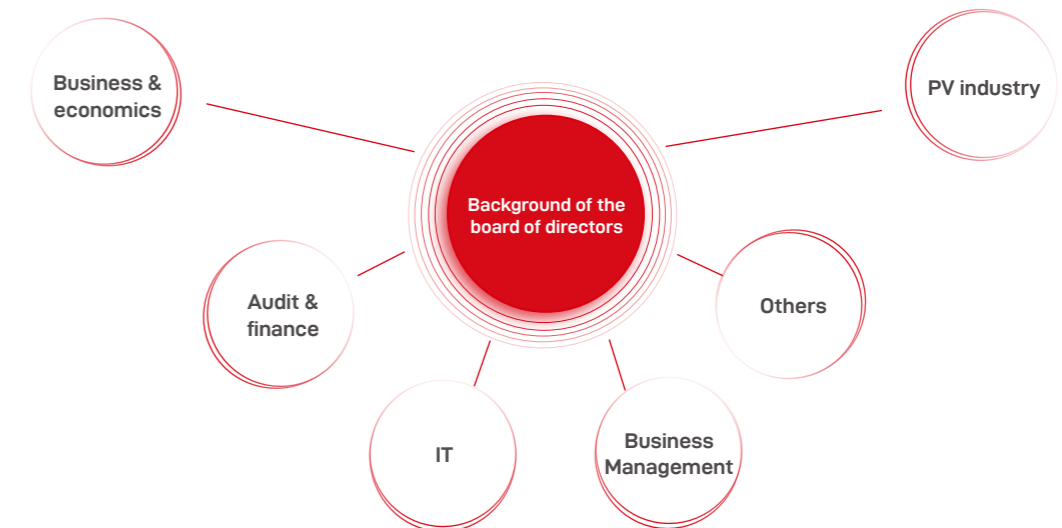 Business &
economics
PV industry
Background of the
board of directors
Audit &
finance
Others
IT
Business
Management